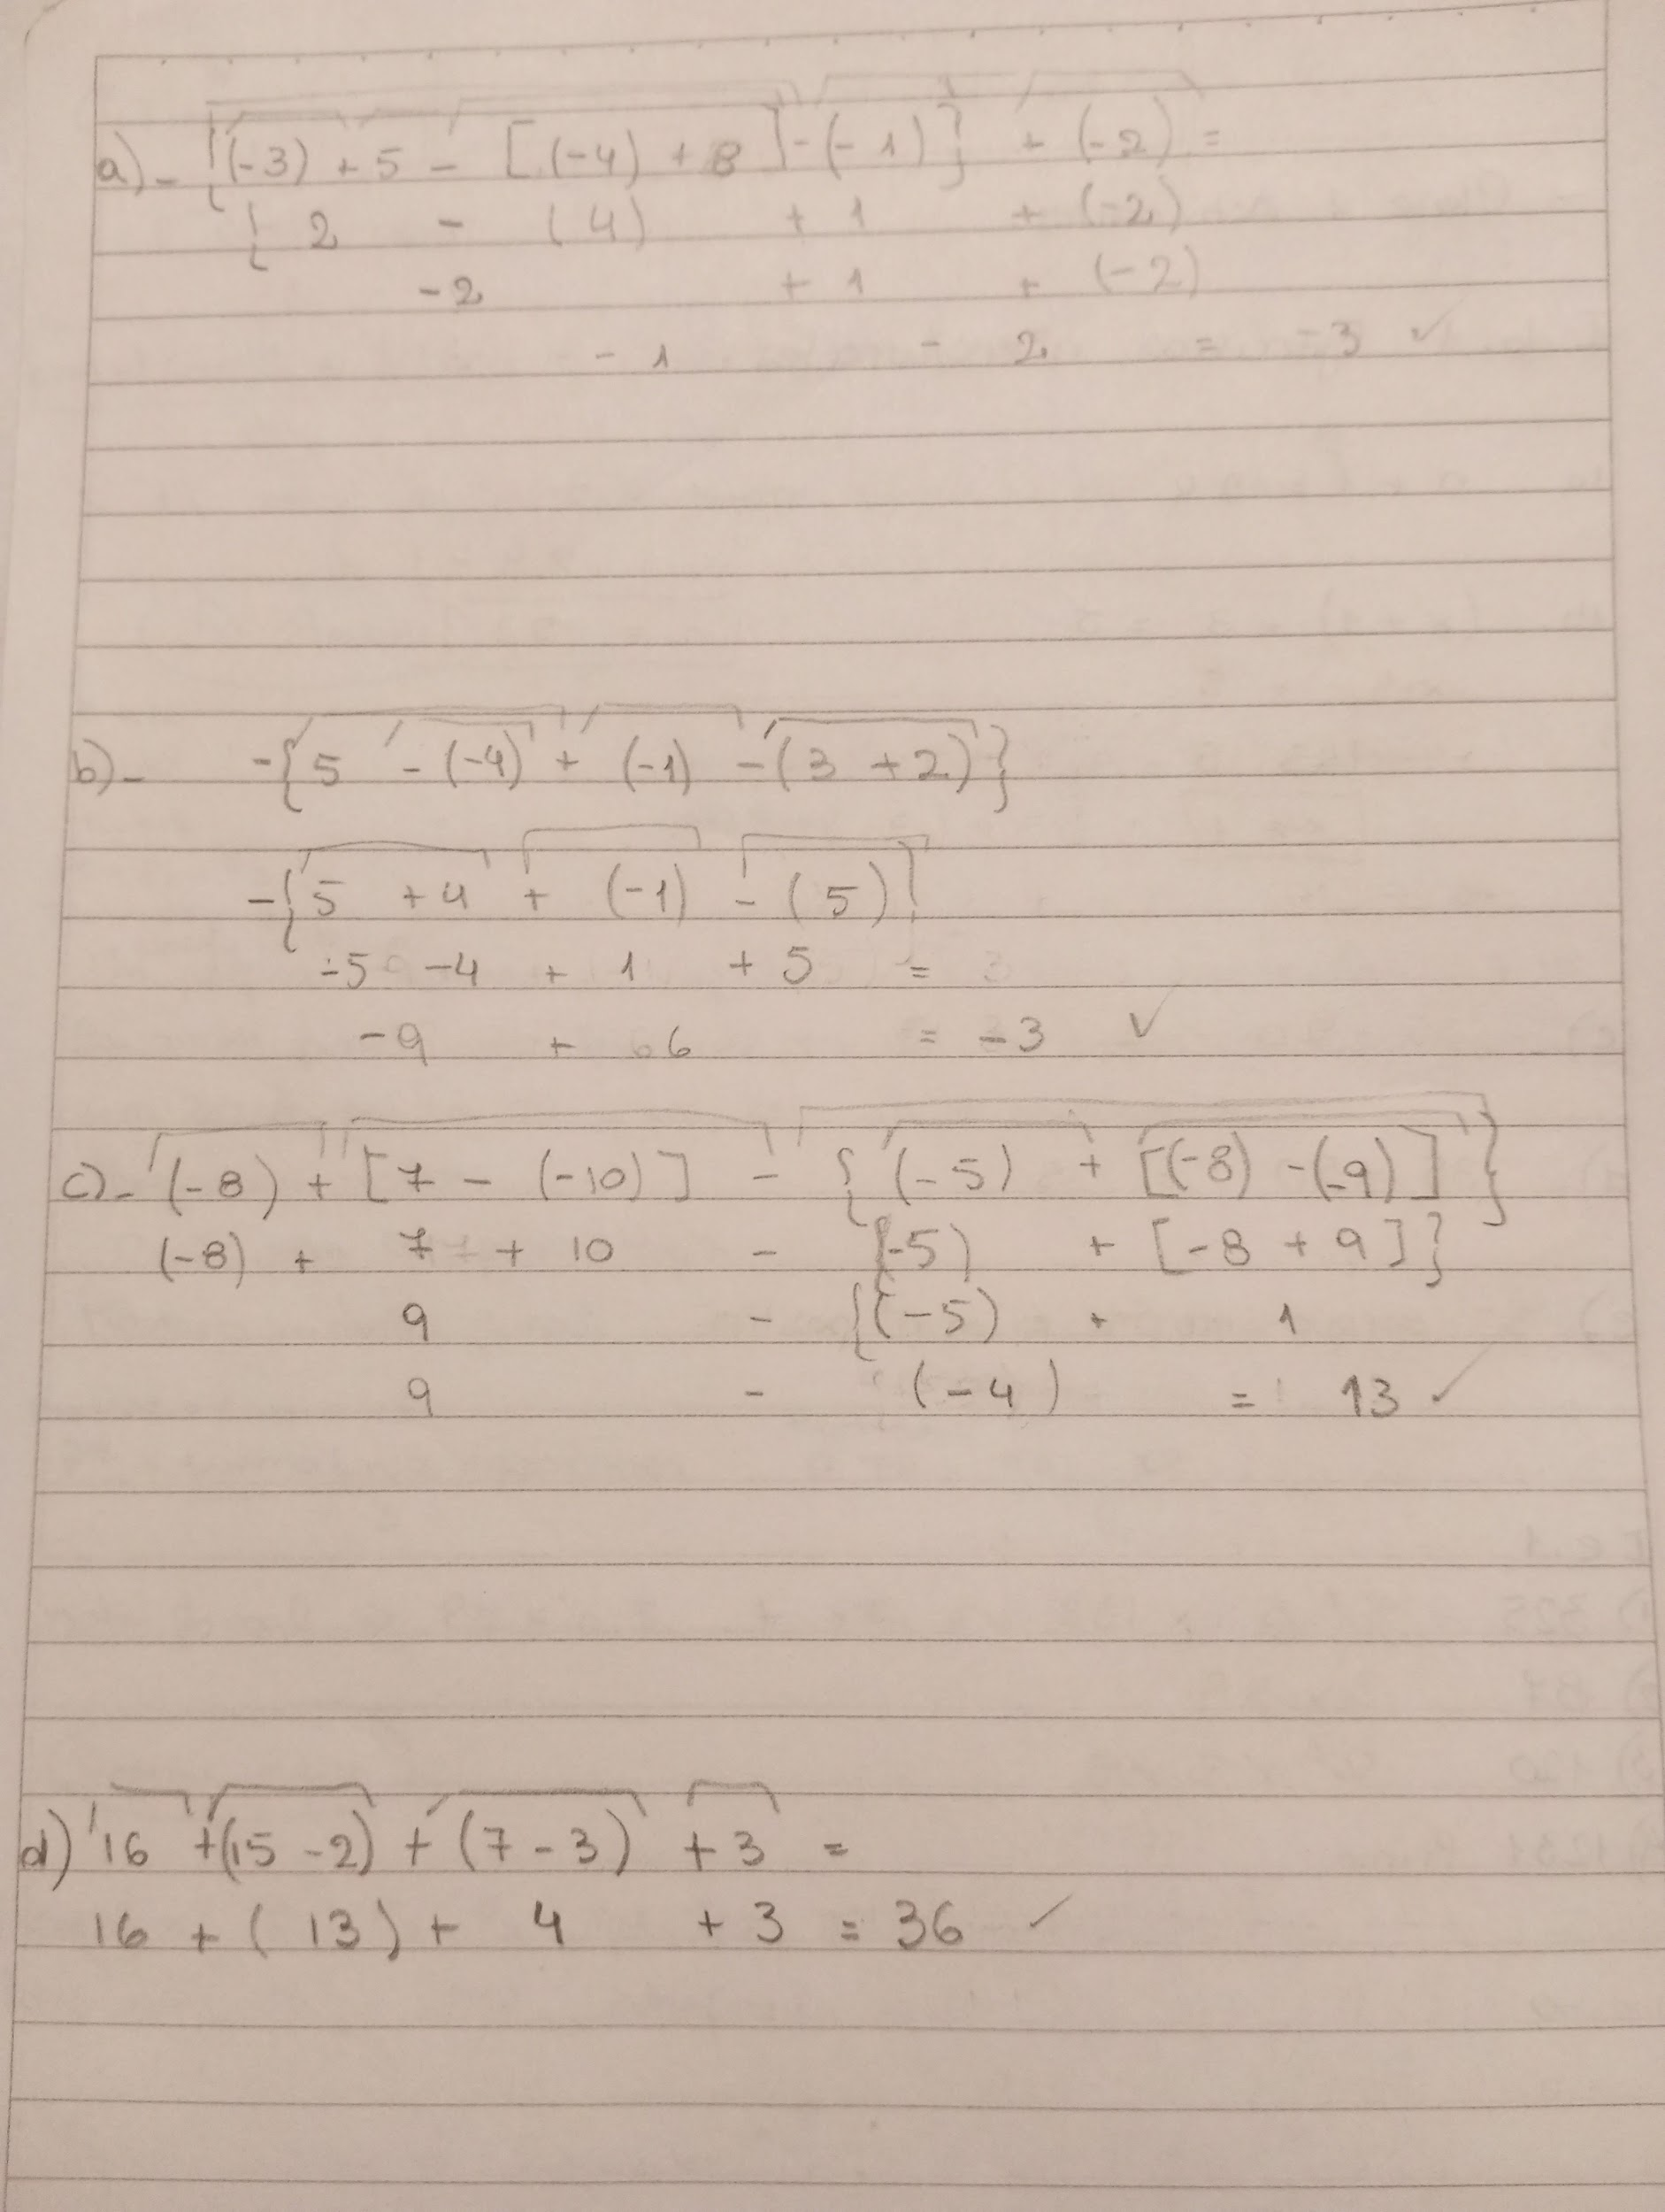 a)- {(-3) + 5 - [(-4) + 8] - (-1)} + (-2) =
{ 2 - (4) + 1 + (-2)
-2 + 1 + (-2)
- 1 - 2 = -3 ✓
b)- -{5 - (-4) + (-1) - (3 + 2)}
-{5 + 4 + (-1) - (5)}
-5 -4 + 1 + 5 =
-9 + 6 = -3 ✓
c)- (-8) + [7 - (-10)] - {(-5) + [(-8) - (-9)]}
(-8) + 7 + 10 - {-5) + [-8 + 9]}
9 - {(-5) + 1
9 - (-4) = 13 ✓
d) 16 + (15 - 2) + (7 - 3) + 3 =
16 + (13) + 4 + 3 = 36 ✓